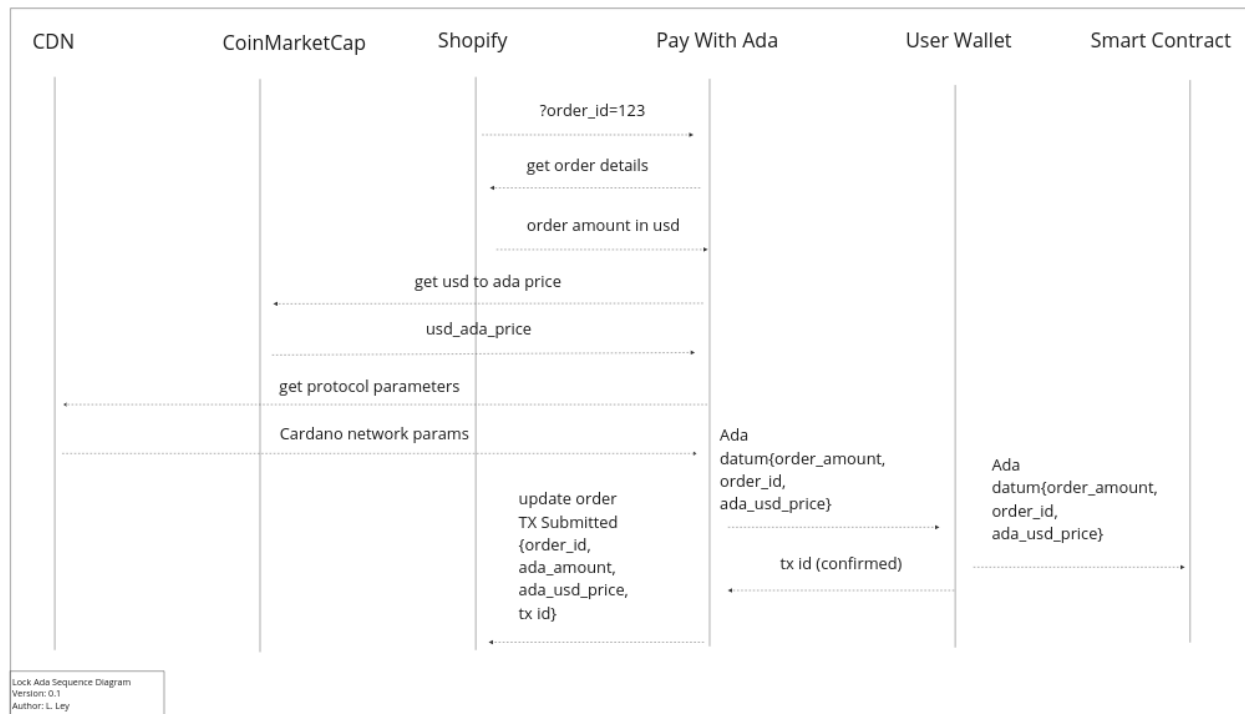 CDN
CoinMarketCap
Shopify
Pay With Ada
User Wallet
Smart Contract
?order_id=123
get order details
order amount in usd
get usd to ada price
usd_ada_price
get protocol parameters
Cardano network params
Ada
datum{order_amount,
order_id,
ada_usd_price}
Ada
datum{order_amount,
order_id,
ada_usd_price}
update order
TX Submitted
{order_id,
ada_amount,
ada_usd_price,
tx id}
tx id (confirmed)
Lock Ada Sequence Diagram
Version: 0.1
Author: L. Ley